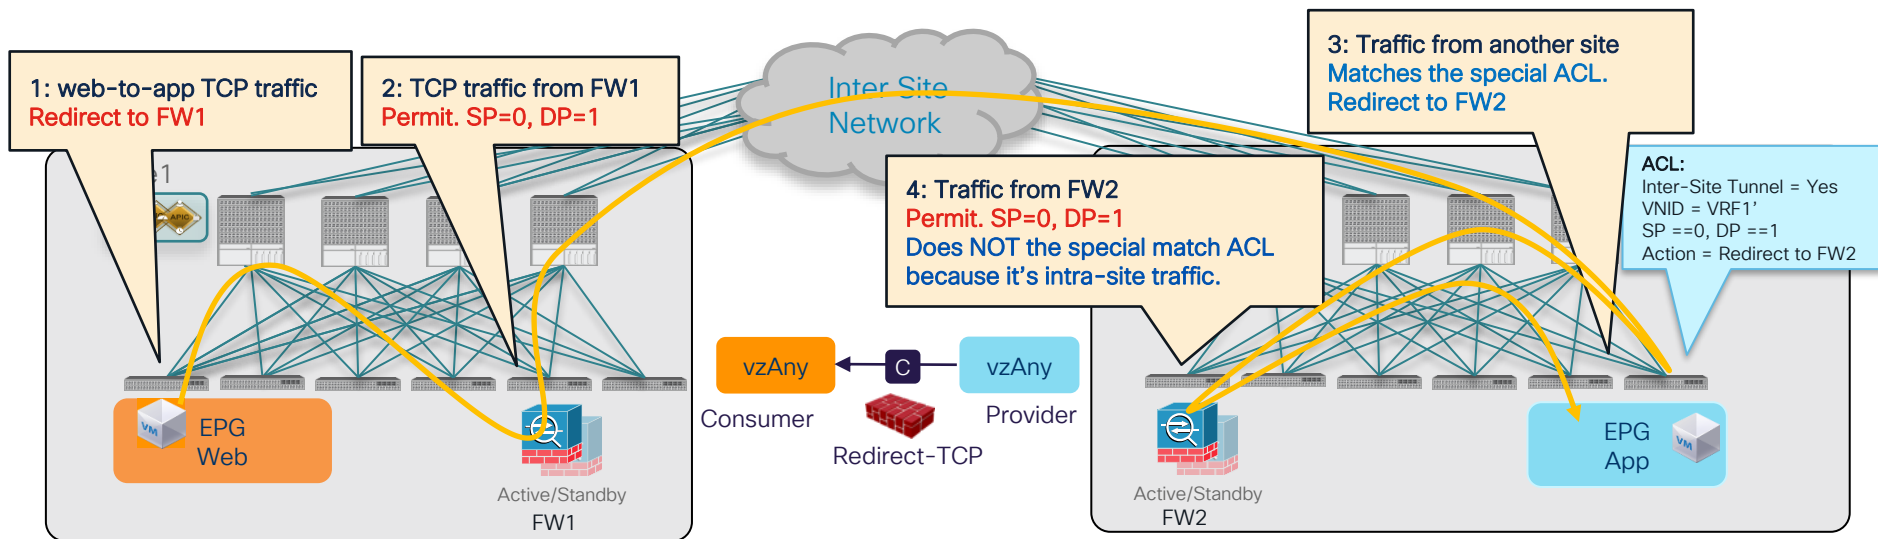 1: web-to-app TCP traffic
Redirect to FW1
2: TCP traffic from FW1
Permit. SP=0, DP=1
Inter Site
Network
3: Traffic from another site
Matches the special ACL.
Redirect to FW2
4: Traffic from FW2
Permit. SP=0, DP=1
Does NOT the special match ACL
because it’s intra-site traffic.
ACL:
Inter-Site Tunnel = Yes
VNID = VRF1’
SP ==0, DP ==1
Action = Redirect to FW2
e1
APIC
vzAny
C
vzAny
Consumer
Provider
Redirect-TCP
VM
EPG
Web
Active/Standby
FW1
Active/Standby
FW2
EPG
App
VM